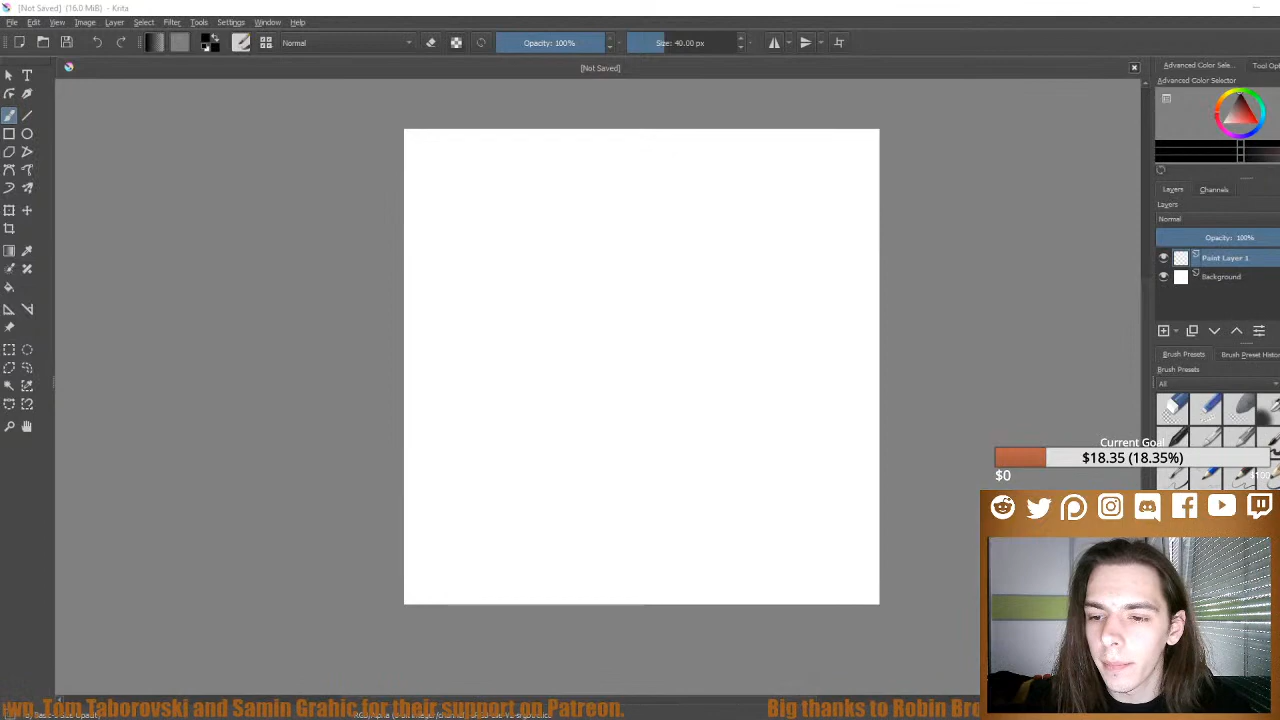 [Not Saved] (16.0 MiB) - Krita
File Edit View Image Layer Select Filter Tools Settings Window Help
Normal
Opacity: 100%
Size: 40.00 px
[Not Saved]
Advanced Color Sele...
Tool Opt
Advanced Color Selector
Layers Channels
Layers
Normal
Opacity: 100%
Paint Layer 1
Background
Brush Presets Brush Preset Histor
Brush Presets
All
Current Goal
$18.35 (18.35%)
$0
$100
wn, Tom Taborovski and Samin Grahic for their support on Patreon.
Big thanks to Robin Bro